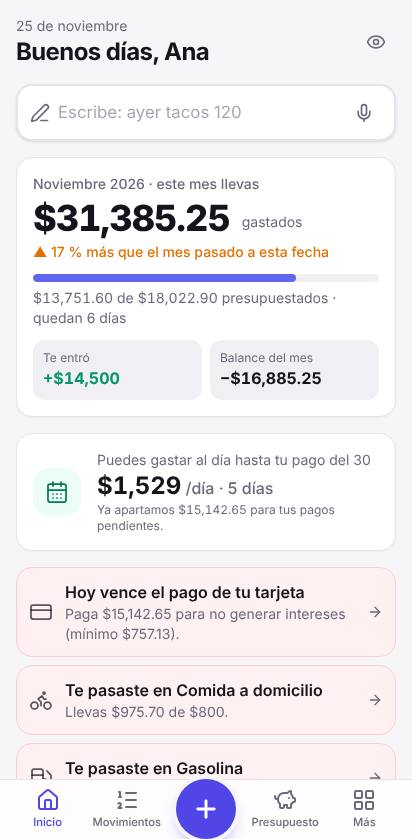 25 de noviembre
Buenos días, Ana
Escribe: ayer tacos 120
Noviembre 2026 · este mes llevas
$31,385.25 gastados
▲ 17 % más que el mes pasado a esta fecha
$13,751.60 de $18,022.90 presupuestados ·
quedan 6 días
Te entró
+$14,500
Balance del mes
−$16,885.25
Puedes gastar al día hasta tu pago del 30
$1,529 /día · 5 días
Ya apartamos $15,142.65 para tus pagos
pendientes.
Hoy vence el pago de tu tarjeta
Paga $15,142.65 para no generar intereses
(mínimo $757.13).
Te pasaste en Comida a domicilio
Llevas $975.70 de $800.
Te pasaste en Gasolina
Inicio
Movimientos
Presupuesto
Más